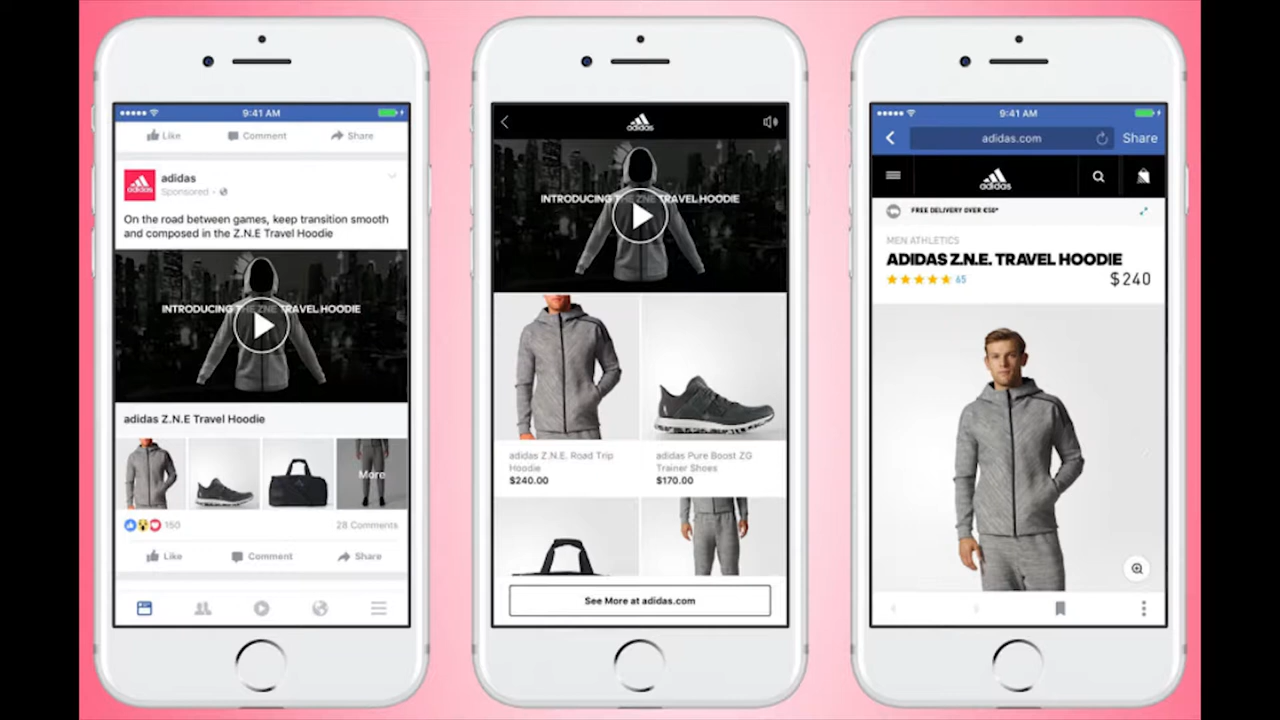 9:41 AM
Like Comment Share
adidas
adidas
Sponsored
On the road between games, keep transition smooth
and composed in the Z.N.E Travel Hoodie
INTRODUCING THE ZNE TRAVEL HOODIE
adidas Z.N.E Travel Hoodie
More
150 28 Comments
Like Comment Share
adidas
INTRODUCING THE ZNE TRAVEL HOODIE
adidas Z.N.E. Road Trip
Hoodie
$240.00
adidas Pure Boost ZG
Trainer Shoes
$170.00
See More at adidas.com
9:41 AM
adidas.com Share
adidas
FREE DELIVERY OVER €50*
MEN ATHLETICS
ADIDAS Z.N.E. TRAVEL HOODIE
65 $240